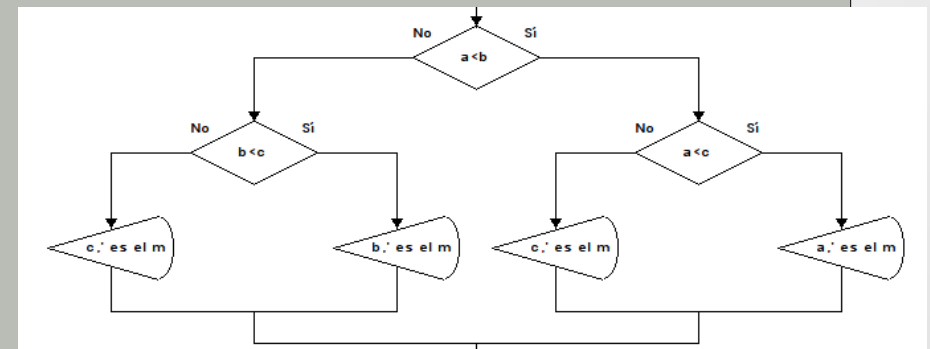 No Sí
a<b
No Sí No Sí
b<c a<c
c,' es el m b,' es el m c,' es el m a,' es el m